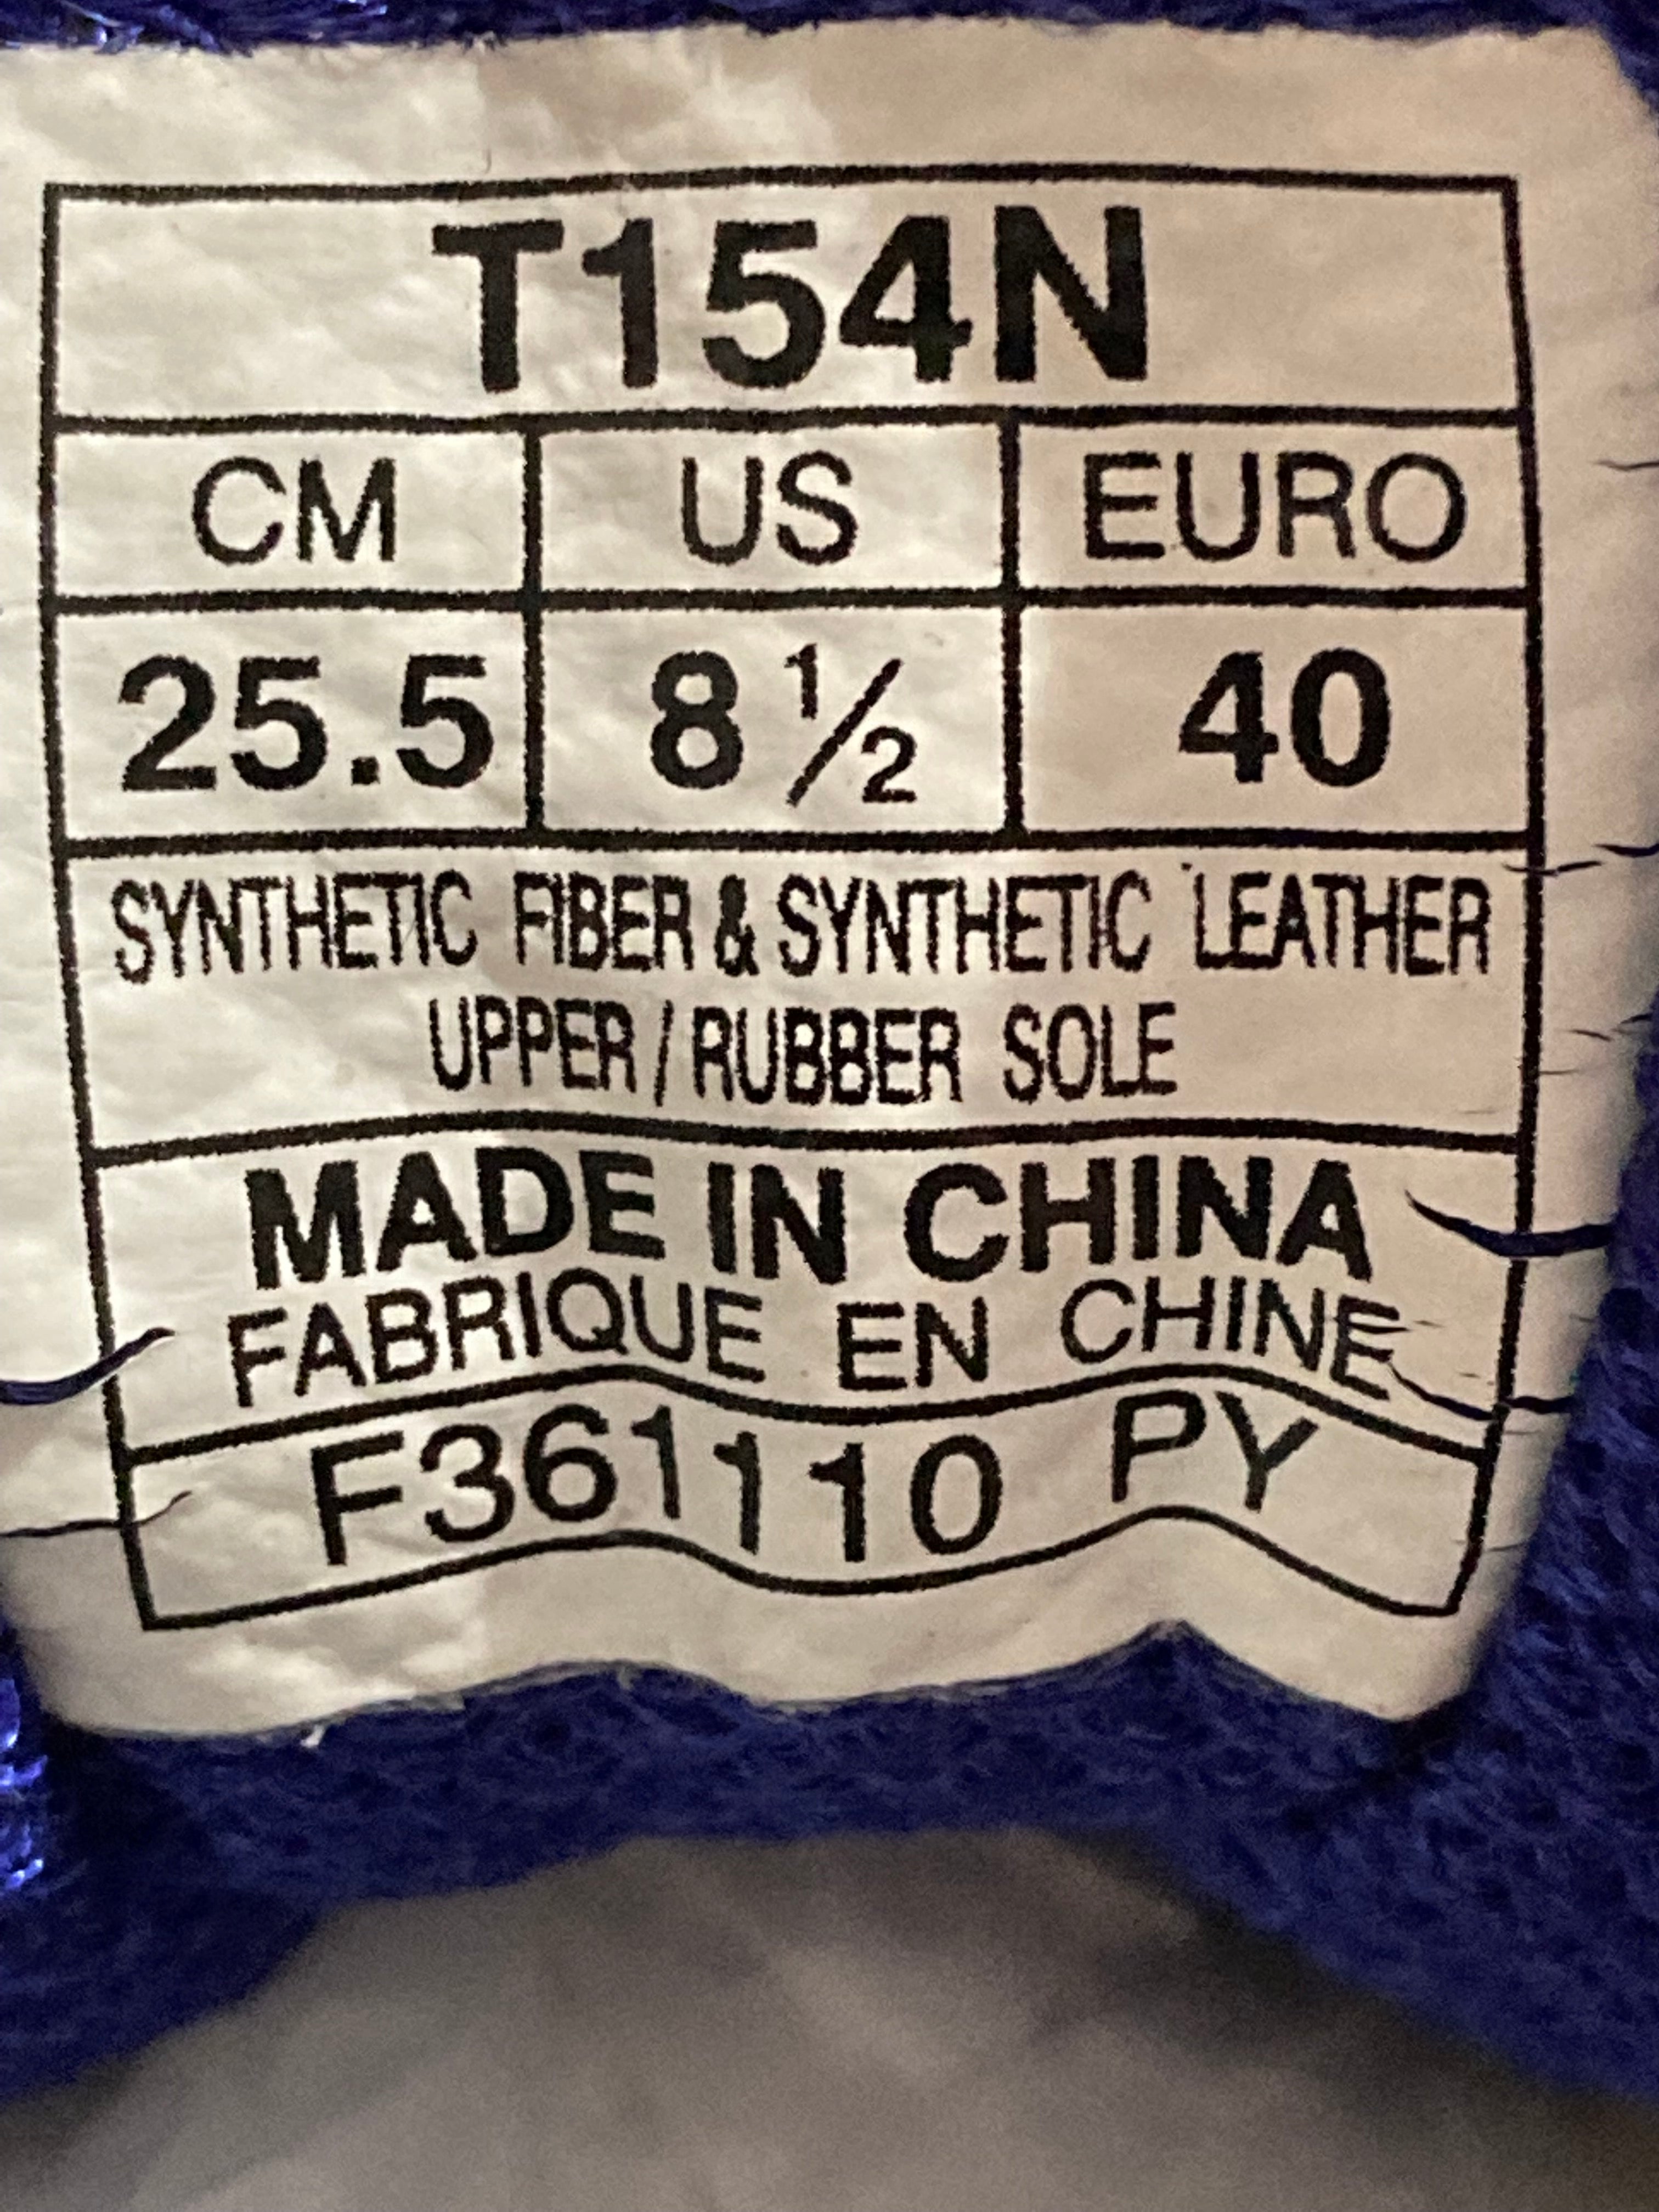 T154N
CM US EURO
25.5 8 ½ 40
SYNTHETIC FIBER & SYNTHETIC LEATHER
UPPER / RUBBER SOLE
MADE IN CHINA
FABRIQUE EN CHINE
F361110 PY